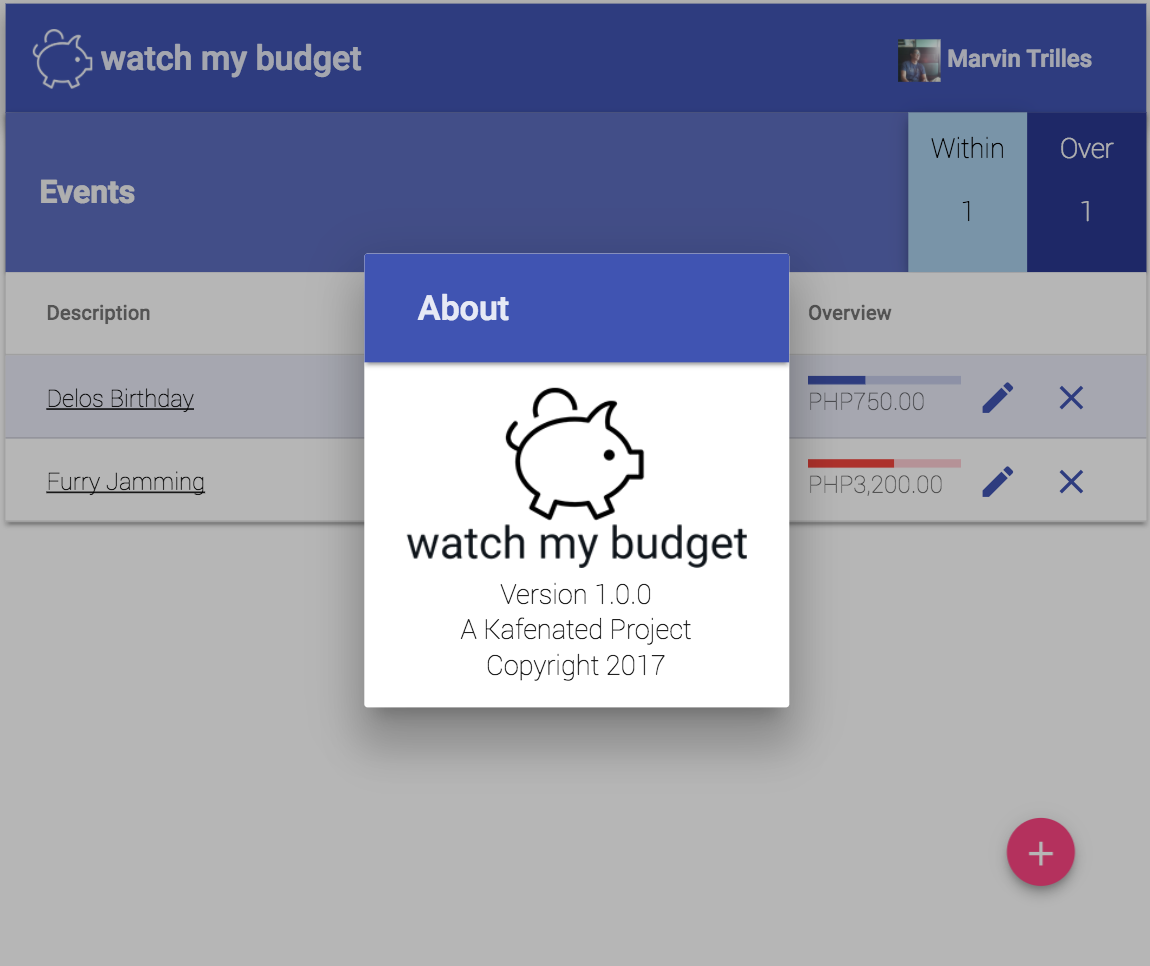 watch my budget
Marvin Trilles
Events
Within
Over
1
1
Description
Overview
Delos Birthday
PHP750.00
Furry Jamming
PHP3,200.00
About
watch my budget
Version 1.0.0
A Kafenated Project
Copyright 2017
+